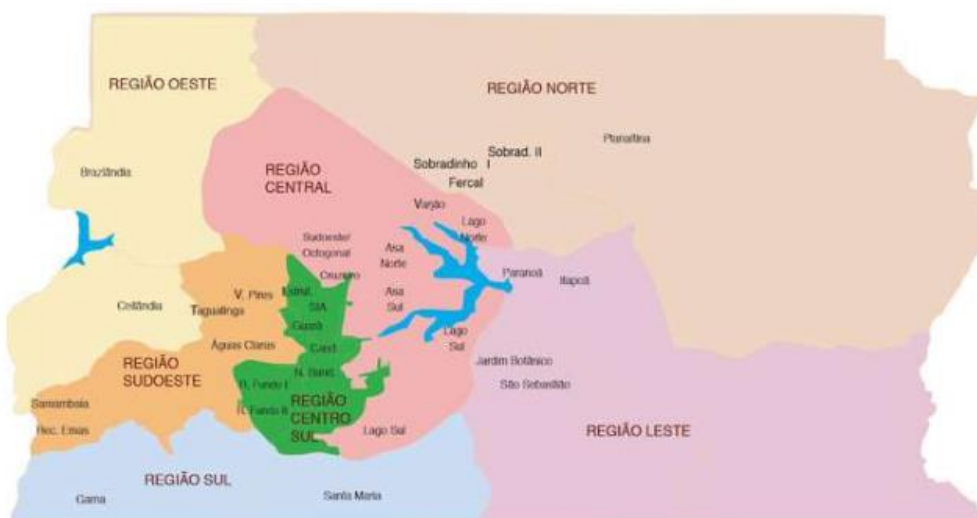 REGIÃO OESTE
REGIÃO NORTE
Planaltina
Sobrad. II
Sobradinho I
Fercal
Brazlândia
REGIÃO
CENTRAL
Varjão
Lago
Norte
Sudoeste/
Octogonal
Asa
Norte
Cruzeiro
Paranoá
Itapoã
V. Pires
Estrut.
Asa
Sul
Ceilândia
Taguatinga
SIA
Guará
Lago
Sul
Águas Claras
Cand.
Jardim Botânico
REGIÃO
SUDOESTE
N. Band.
R. Fundo I
São Sebastião
Samambaia
R. Fundo II
REGIÃO
CENTRO
SUL
Rec. Emas
Lago Sul
REGIÃO LESTE
REGIÃO SUL
Gama
Santa Maria